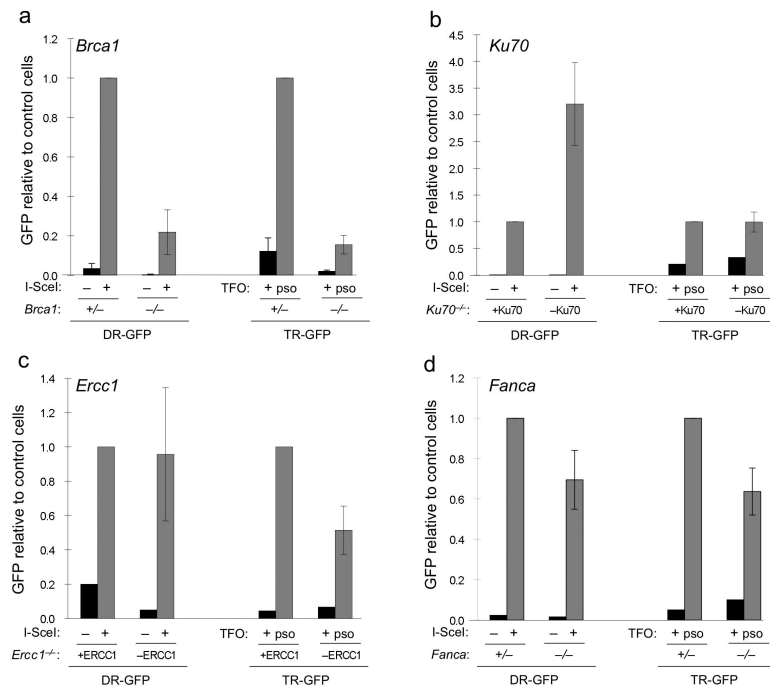 a
Brca1
GFP relative to control cells
1.2
1.0
0.8
0.6
0.4
0.2
0.0
I-SceI: – + – +
TFO: + pso + pso
Brca1: +/– –/– +/– –/–
DR-GFP TR-GFP
b
Ku70
GFP relative to control cells
5.0
4.5
4.0
3.5
3.0
2.5
2.0
1.5
1.0
0.5
0.0
I-SceI: – + – +
TFO: + pso + pso
Ku70–/–: +Ku70 –Ku70 +Ku70 –Ku70
DR-GFP TR-GFP
c
Ercc1
GFP relative to control cells
1.4
1.2
1.0
0.8
0.6
0.4
0.2
0.0
I-SceI: – + – +
TFO: + pso + pso
Ercc1–/–: +ERCC1 –ERCC1 +ERCC1 –ERCC1
DR-GFP TR-GFP
d
Fanca
GFP relative to control cells
1.2
1.0
0.8
0.6
0.4
0.2
0.0
I-SceI: – + – +
TFO: + pso + pso
Fanca: +/– –/– +/– –/–
DR-GFP TR-GFP